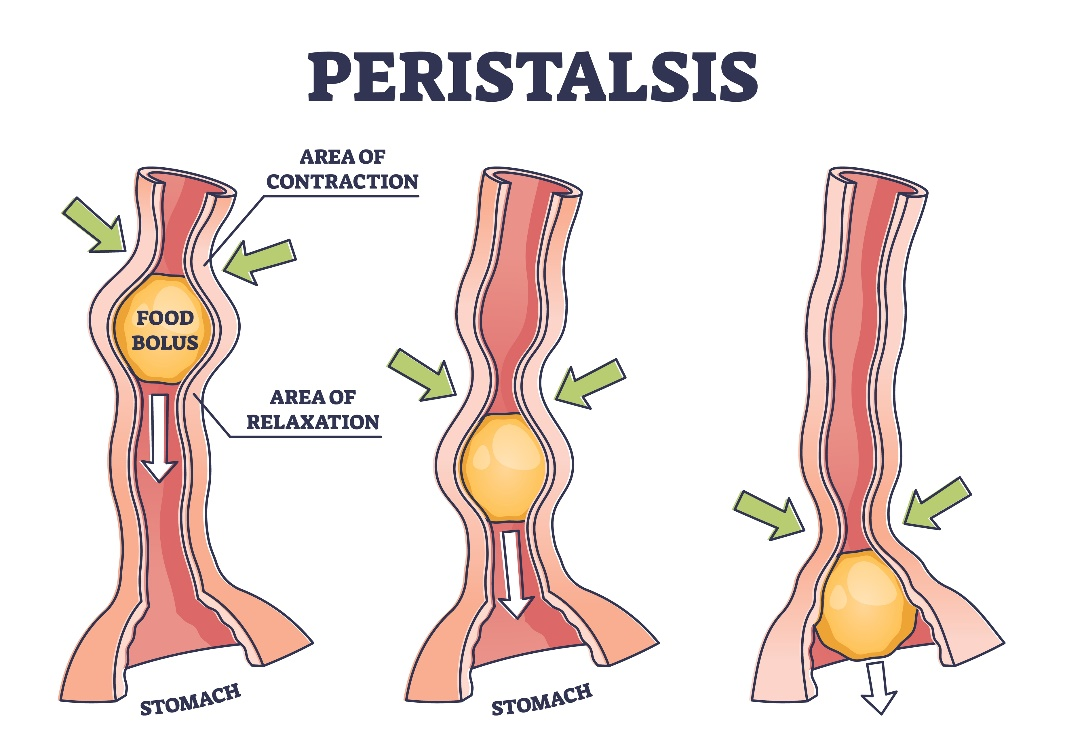 PERISTALSIS
AREA OF
CONTRACTION
FOOD
BOLUS
AREA OF
RELAXATION
STOMACH
STOMACH